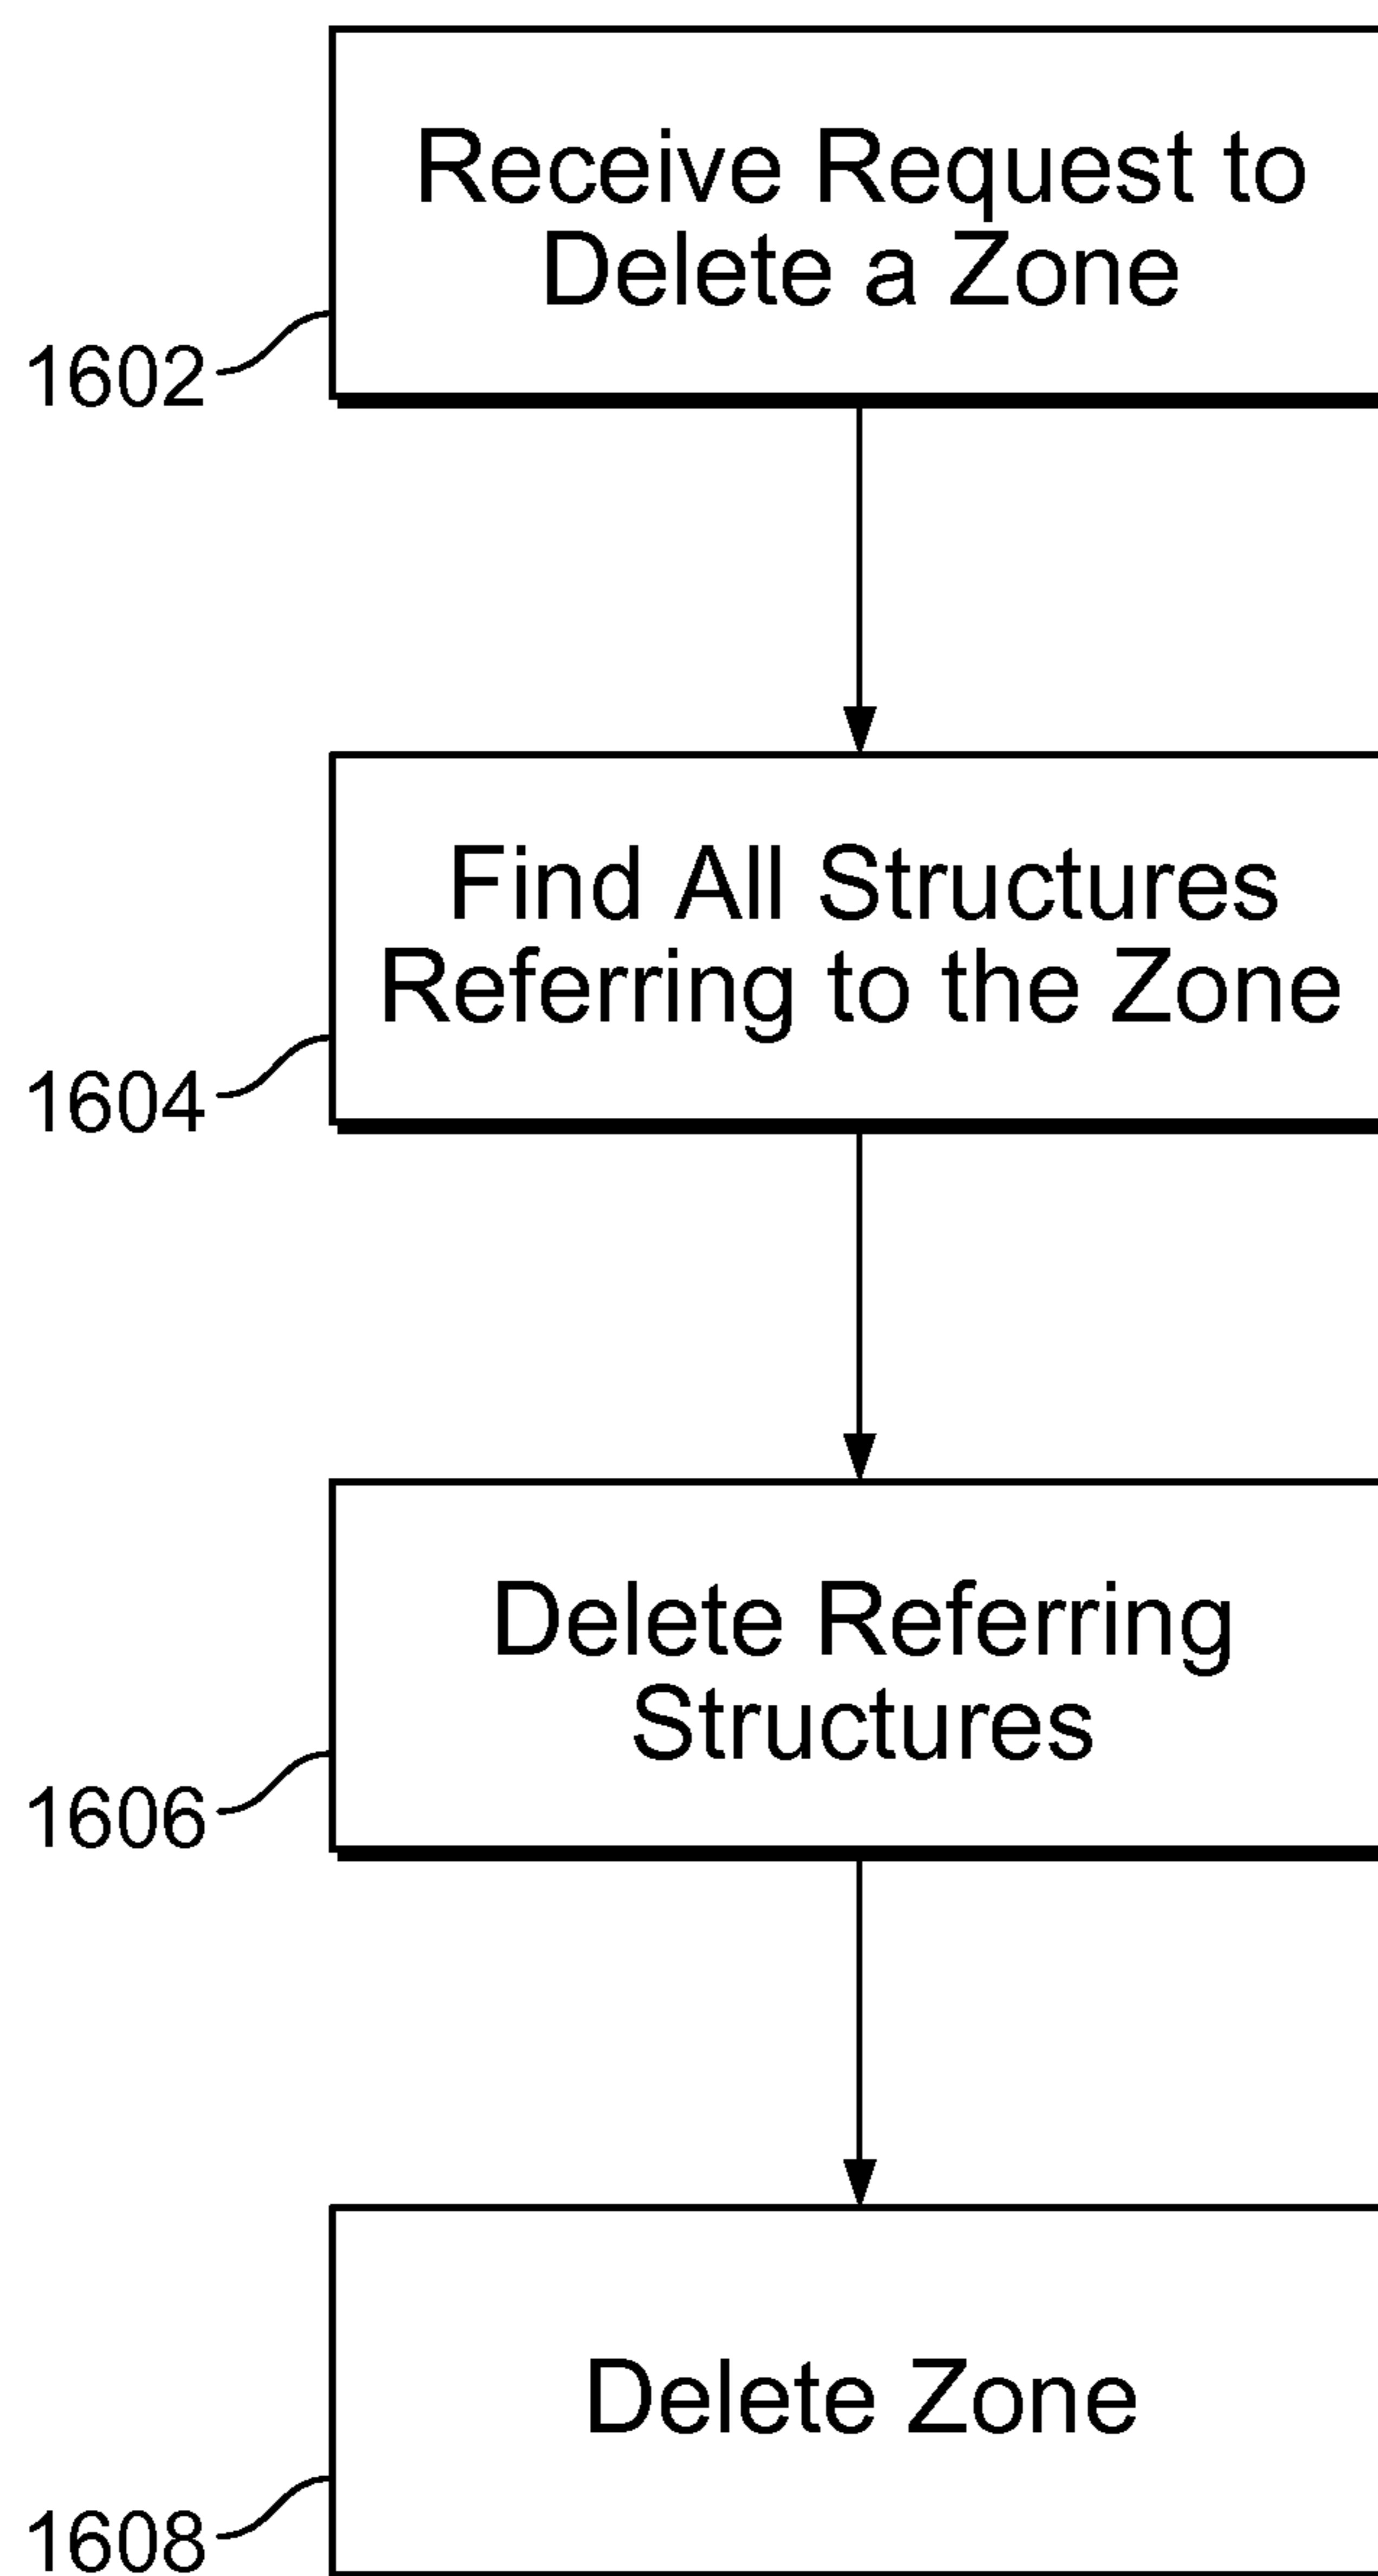 Receive Request to
Delete a Zone
1602
Find All Structures
Referring to the Zone
1604
Delete Referring
Structures
1606
Delete Zone
1608